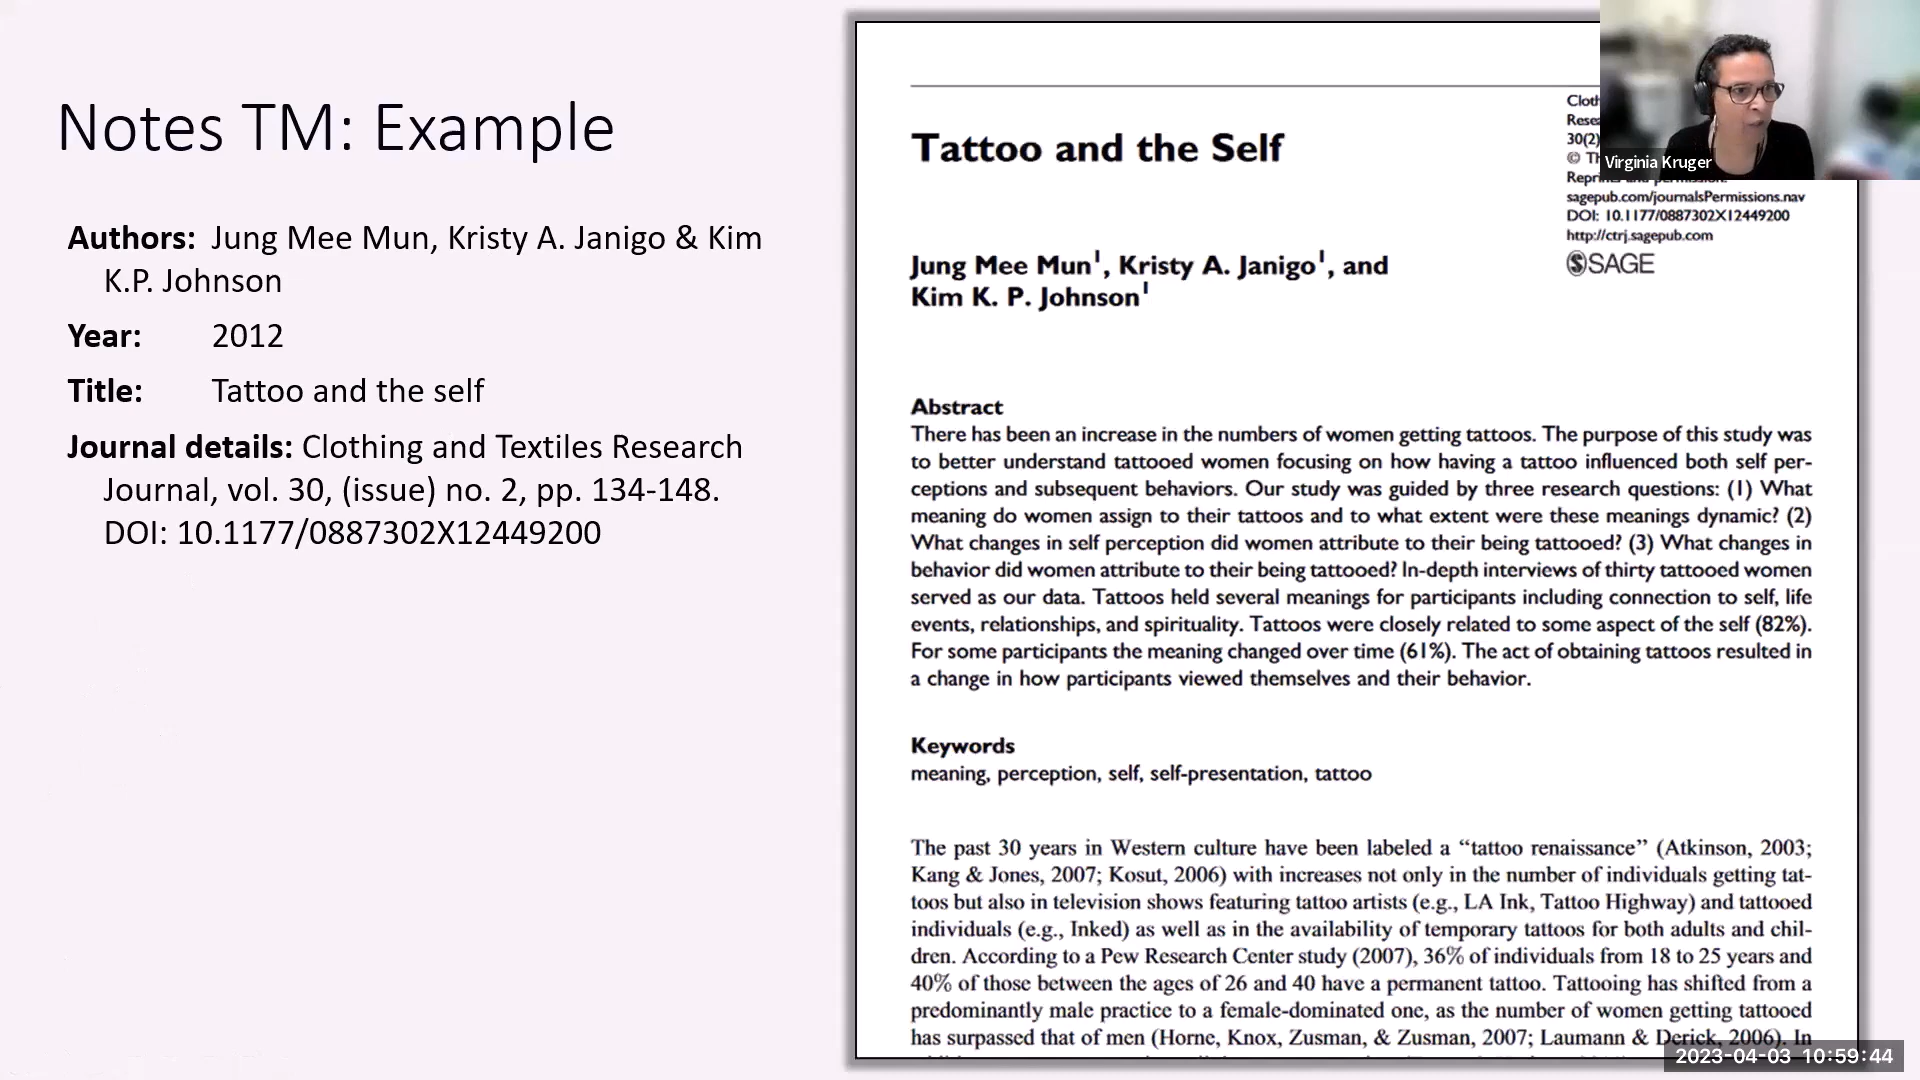 Notes TM: Example
Authors: Jung Mee Mun, Kristy A. Janigo & Kim
K.P. Johnson
Year: 2012
Title: Tattoo and the self
Journal details: Clothing and Textiles Research
Journal, vol. 30, (issue) no. 2, pp. 134-148.
DOI: 10.1177/0887302X12449200
Tattoo and the Self
30(2)
©
sagepub.com/journalsPermissions.nav
DOI: 10.1177/0887302X12449200
http://ctrj.sagepub.com
SAGE
Jung Mee Mun¹, Kristy A. Janigo¹, and
Kim K. P. Johnson¹
Abstract
There has been an increase in the numbers of women getting tattoos. The purpose of this study was
to better understand tattooed women focusing on how having a tattoo influenced both self per-
ceptions and subsequent behaviors. Our study was guided by three research questions: (1) What
meaning do women assign to their tattoos and to what extent were these meanings dynamic? (2)
What changes in self perception did women attribute to their being tattooed? (3) What changes in
behavior did women attribute to their being tattooed? In-depth interviews of thirty tattooed women
served as our data. Tattoos held several meanings for participants including connection to self, life
events, relationships, and spirituality. Tattoos were closely related to some aspect of the self (82%).
For some participants the meaning changed over time (61%). The act of obtaining tattoos resulted in
a change in how participants viewed themselves and their behavior.
Keywords
meaning, perception, self, self-presentation, tattoo
The past 30 years in Western culture have been labeled a “tattoo renaissance” (Atkinson, 2003;
Kang & Jones, 2007; Kosut, 2006) with increases not only in the number of individuals getting tat-
toos but also in television shows featuring tattoo artists (e.g., LA Ink, Tattoo Highway) and tattooed
individuals (e.g., Inked) as well as in the availability of temporary tattoos for both adults and chil-
dren. According to a Pew Research Center study (2007), 36% of individuals from 18 to 25 years and
40% of those between the ages of 26 and 40 have a permanent tattoo. Tattooing has shifted from a
predominantly male practice to a female-dominated one, as the number of women getting tattooed
has surpassed that of men (Horne, Knox, Zusman, & Zusman, 2007; Laumann & Derick, 2006). In
Virginia Kruger
2023-04-03 10:59:44